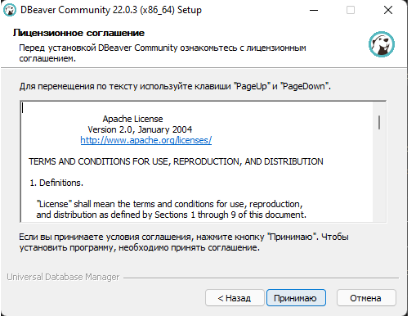 DBeaver Community 22.0.3 (x86_64) Setup
Лицензионное соглашение
Перед установкой DBeaver Community ознакомьтесь с лицензионным
соглашением.
Для перемещения по тексту используйте клавиши "PageUp" и "PageDown".
Apache License
Version 2.0, January 2004
http://www.apache.org/licenses/
TERMS AND CONDITIONS FOR USE, REPRODUCTION, AND DISTRIBUTION
1. Definitions.
"License" shall mean the terms and conditions for use, reproduction,
and distribution as defined by Sections 1 through 9 of this document.
Если вы принимаете условия соглашения, нажмите кнопку "Принимаю". Чтобы
установить программу, необходимо принять соглашение.
Universal Database Manager
< Назад
Принимаю
Отмена